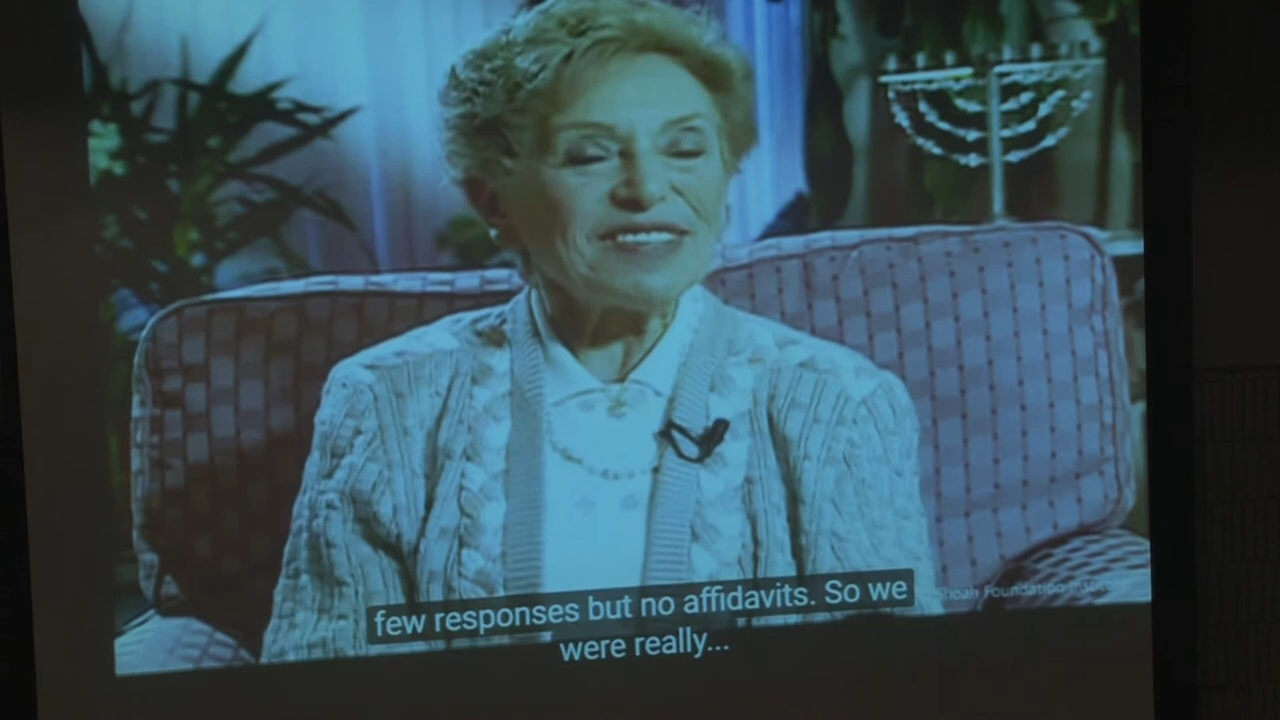 few responses but no affidavits. So we
were really...
Shoah Foundation